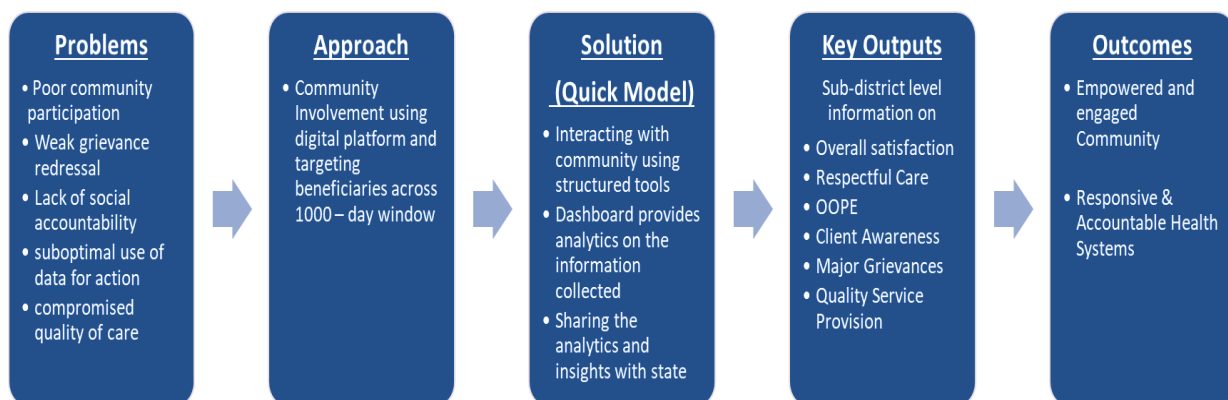 Problems
• Poor community
participation
• Weak grievance
redressal
• Lack of social
accountability
• suboptimal use of
data for action
• compromised
quality of care
Approach
• Community
Involvement using
digital platform and
targeting
beneficiaries across
1000 – day window
Solution
(Quick Model)
• Interacting with
community using
structured tools
• Dashboard provides
analytics on the
information
collected
• Sharing the
analytics and
insights with state
Key Outputs
Sub-district level
information on
• Overall satisfaction
• Respectful Care
• OOPE
• Client Awareness
• Major Grievances
• Quality Service
Provision
Outcomes
• Empowered and
engaged
Community
• Responsive &
Accountable Health
Systems